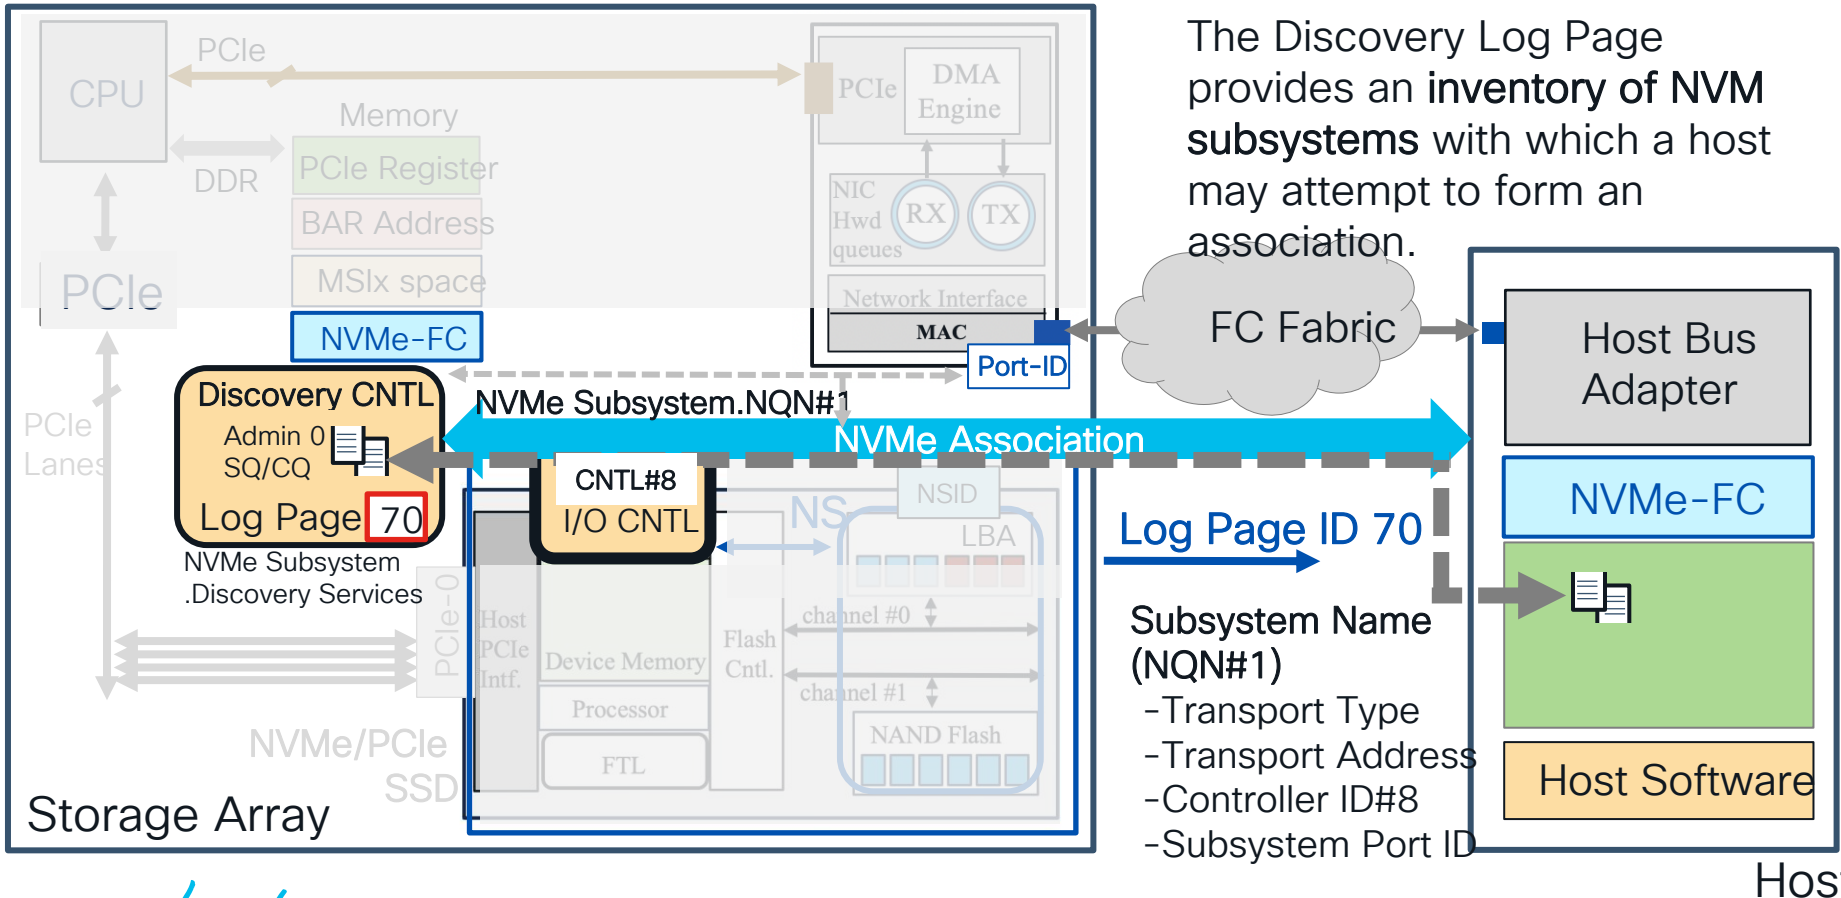 The Discovery Log Page
provides an inventory of NVM
subsystems with which a host
may attempt to form an
association.
CPU
PCIe
Memory
DDR
PCIe Register
BAR Address
MSIx space
NVMe-FC
PCIe
PCIe
DMA
Engine
NIC
Hwd
queues
RX
TX
Network Interface
MAC
Port-ID
FC Fabric
Host Bus
Adapter
Discovery CNTL
Admin 0
SQ/CQ
Log Page 70
NVMe Subsystem
.Discovery Services
PCIe
Lanes
NVMe Subsystem.NQN#1
NVMe Association
CNTL#8
I/O CNTL
NS
NSID
LBA
Log Page ID 70
NVMe-FC
PCIe-0
Host
PCIe
Intf.
Device Memory
Processor
FTL
Flash
Cntl.
channel #0
channel #1
NAND Flash
NVMe/PCIe
SSD
Storage Array
Subsystem Name
(NQN#1)
-Transport Type
-Transport Address
-Controller ID#8
-Subsystem Port ID
Host Software
Host